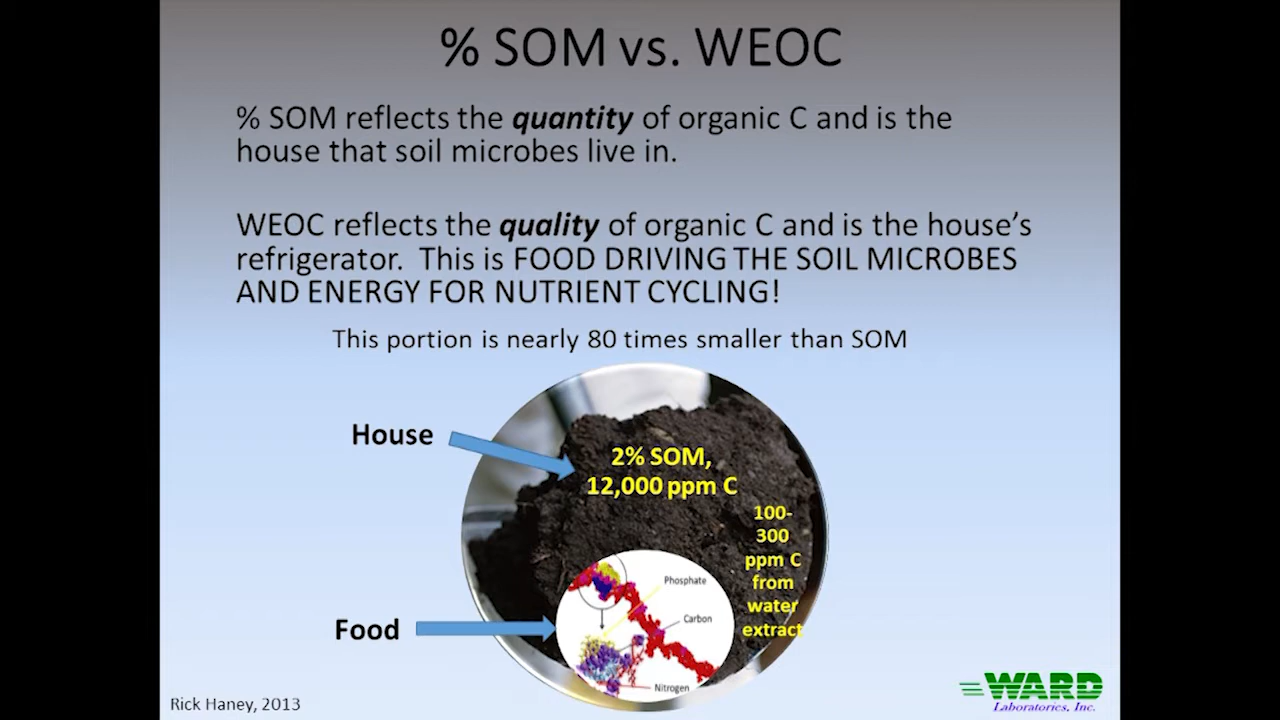 % SOM vs. WEOC
% SOM reflects the quantity of organic C and is the
house that soil microbes live in.
WEOC reflects the quality of organic C and is the house's
refrigerator. This is FOOD DRIVING THE SOIL MICROBES
AND ENERGY FOR NUTRIENT CYCLING!
This portion is nearly 80 times smaller than SOM
House
2% SOM,
12,000 ppm C
100-
300
ppm C
from
water
extract
Phosphate
Carbon
Food
Nitrogen
Rick Haney, 2013
WARD
Laboratories, Inc.